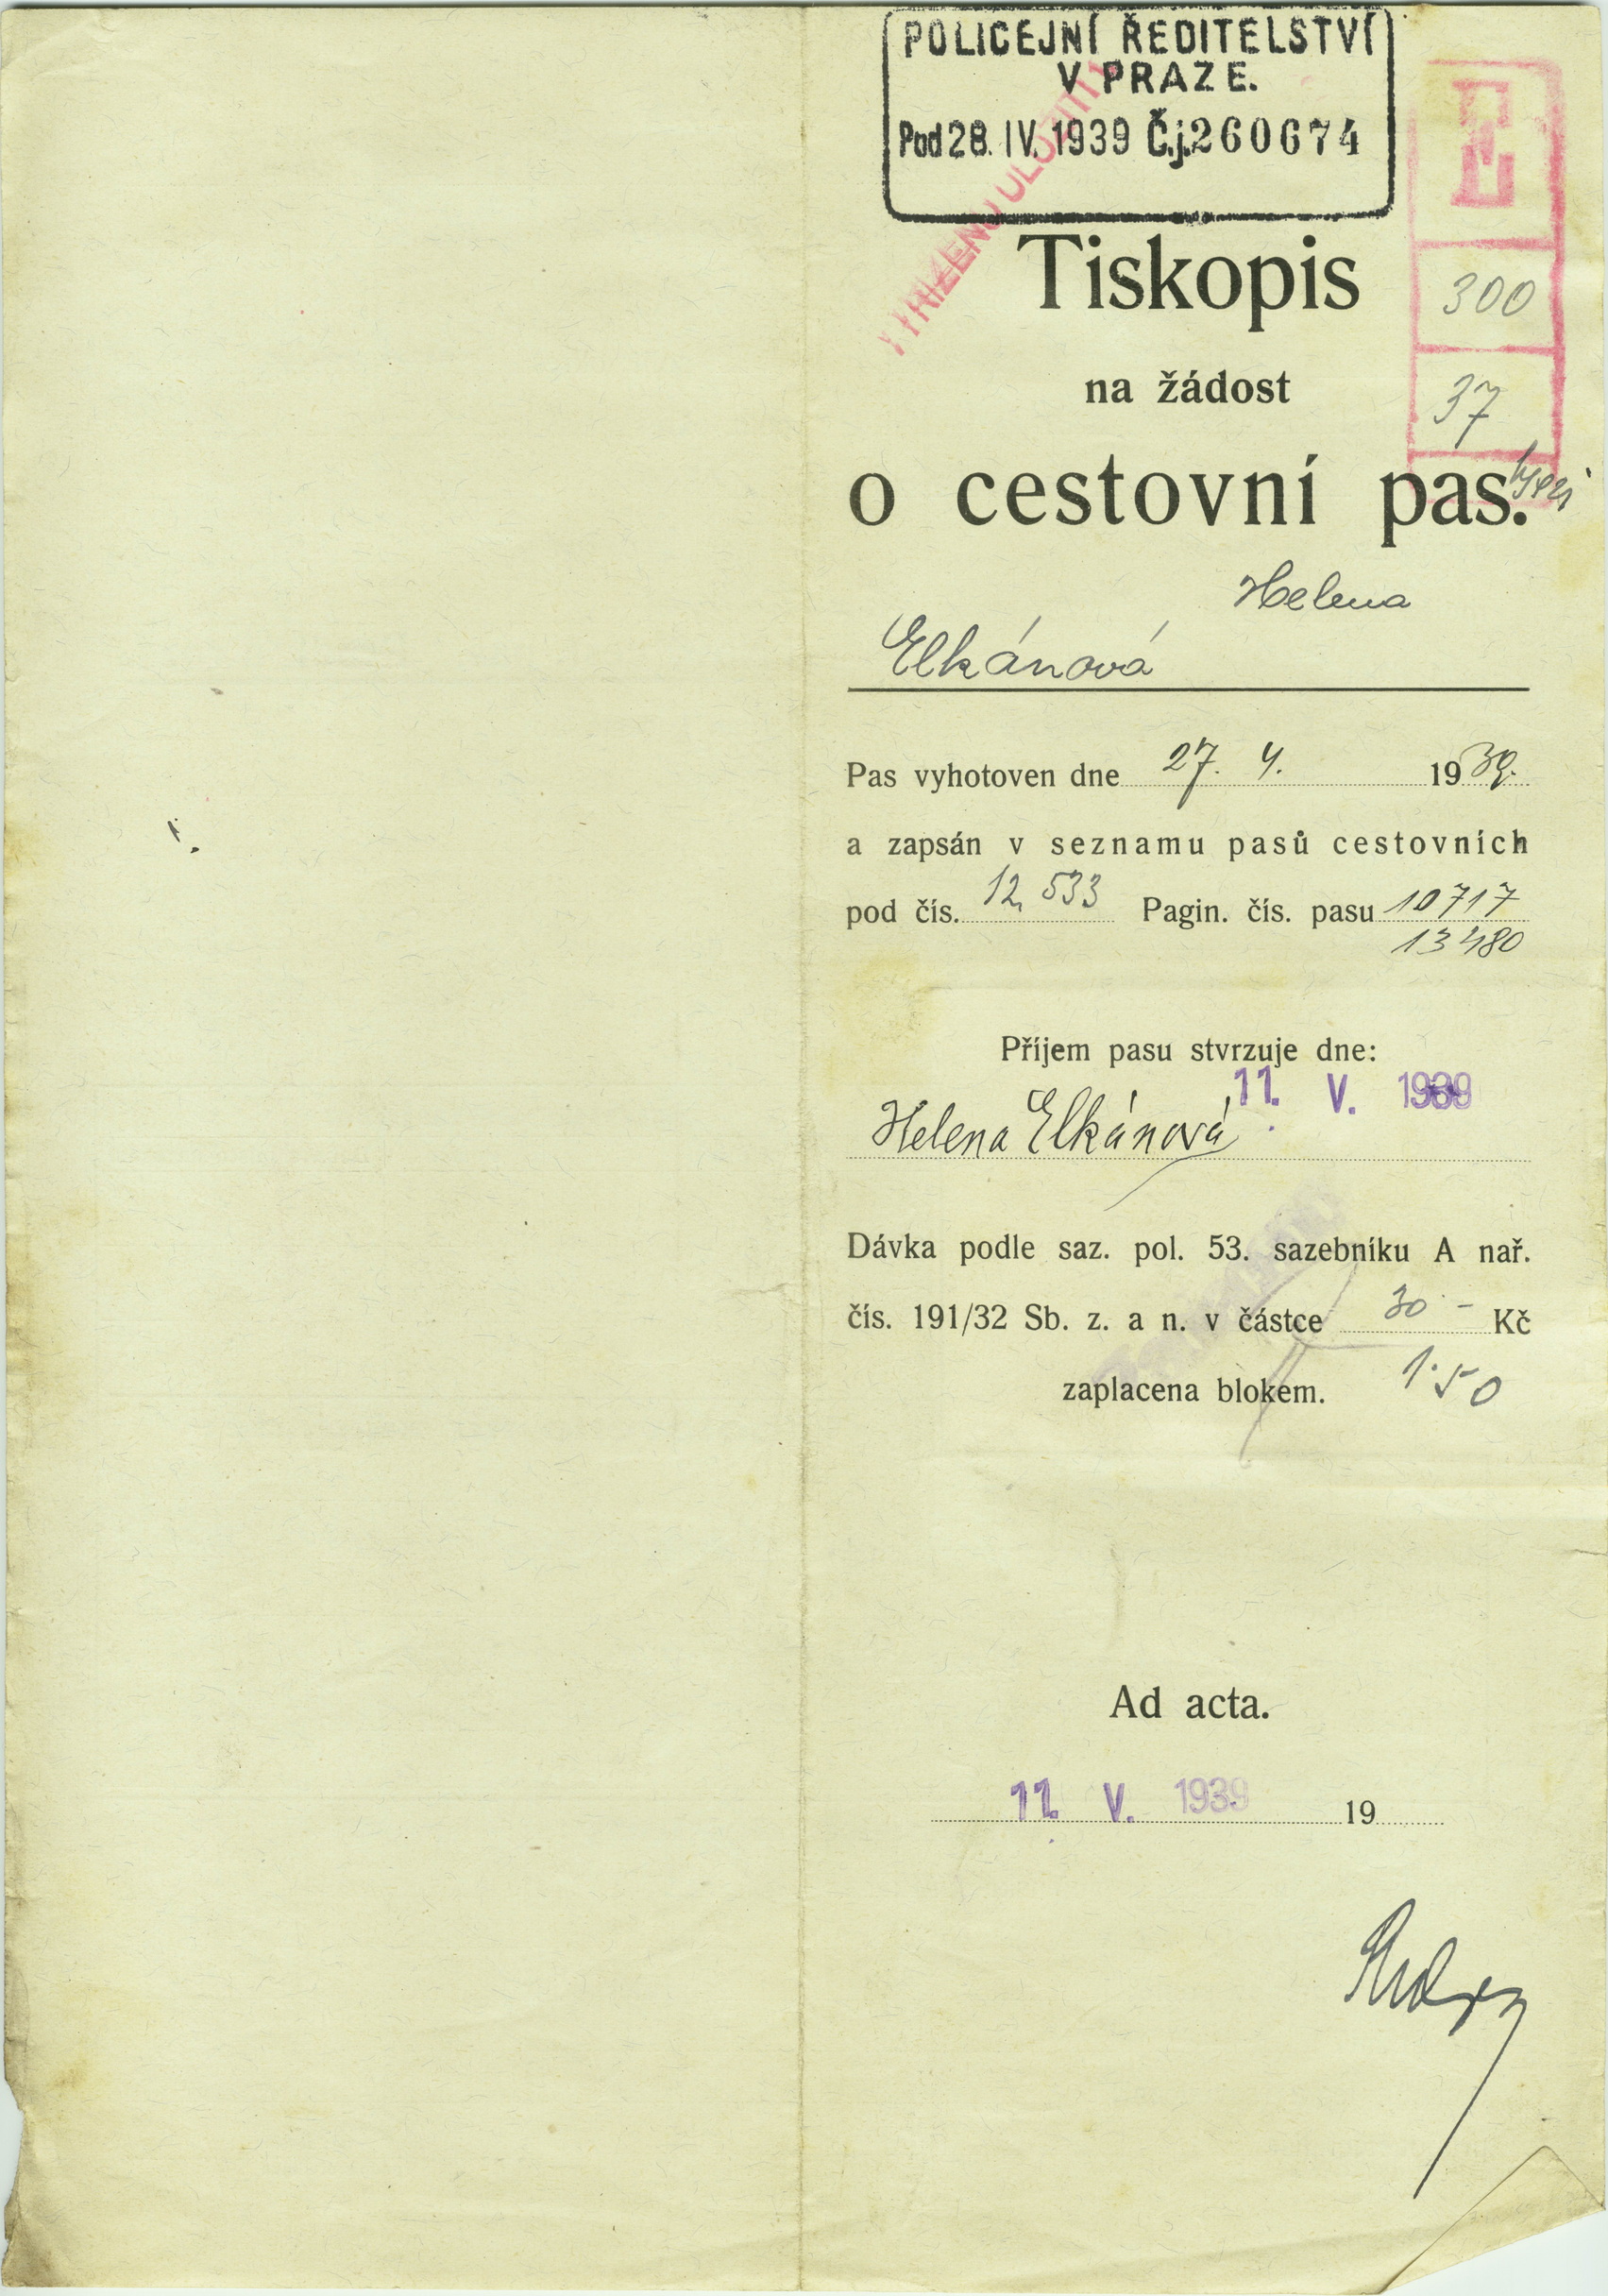 POLICEJNÍ ŘEDITELSTVÍ
V PRAZE.
Pod 28. IV. 1939 Č.j. 260674
E
300
37
Tiskopis
na žádost
o cestovní pas.
Helena
Elkánová
Pas vyhotoven dne 27. 4. 1939.
a zapsán v seznamu pasů cestovních
pod čís. 12.533 Pagin. čís. pasu 10717
13480
Příjem pasu stvrzuje dne:
11. V. 1939
Helena Elkánová
Dávka podle saz. pol. 53. sazebníku A nař.
čís. 191/32 Sb. z. a n. v částce 30 - Kč
zaplacena blokem. 1·50
Ad acta.
11. V. 1939 19